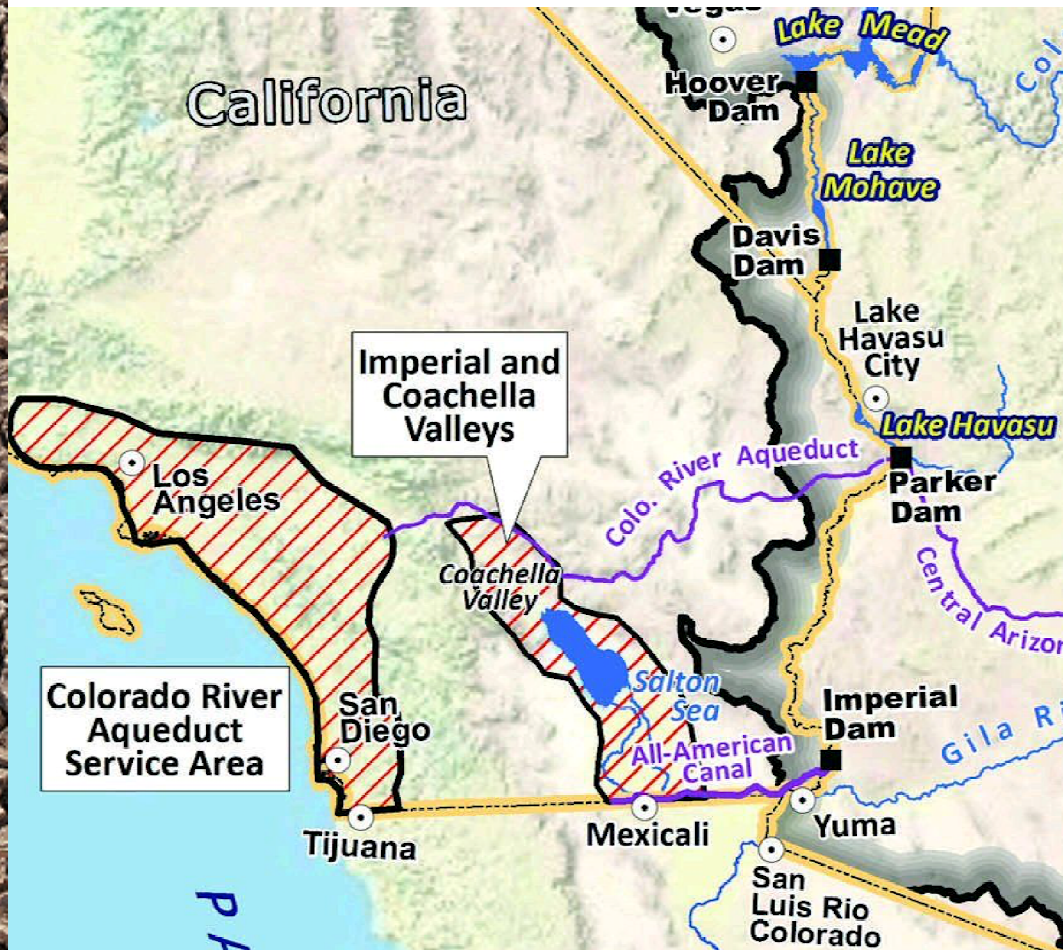 Vegas
Lake Mead
Hoover
Dam
California
Lake
Mohave
Davis
Dam
Lake
Havasu
City
Imperial and
Coachella
Valleys
Lake Havasu
Colo. River Aqueduct
Parker
Dam
Los
Angeles
Coachella
Valley
Central Arizon
Colorado River
Aqueduct
Service Area
San
Diego
Salton
Sea
Imperial
Dam
All-American
Canal
Gila Ri
Tijuana
Mexicali
Yuma
San
Luis Rio
Colorado
Col
P